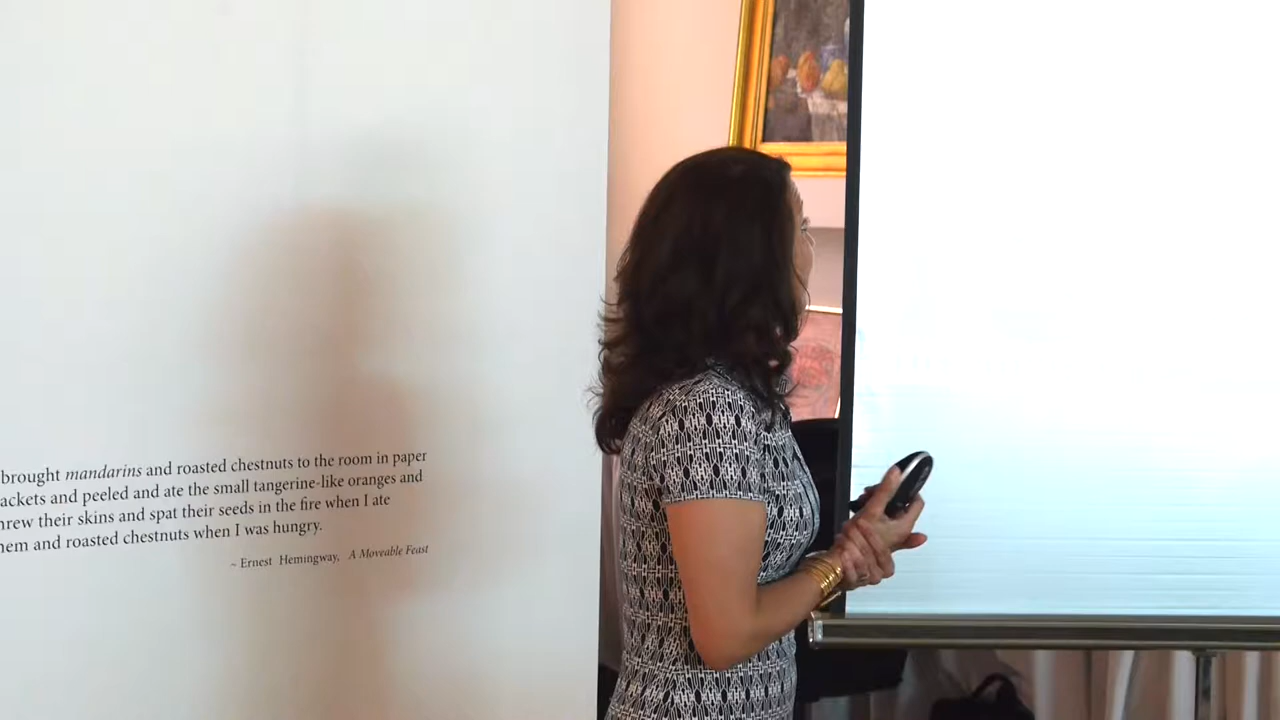 brought mandarins and roasted chestnuts to the room in paper
ackets and peeled and ate the small tangerine-like oranges and
hrew their skins and spat their seeds in the fire when I ate
hem and roasted chestnuts when I was hungry.
~ Ernest Hemingway, A Moveable Feast